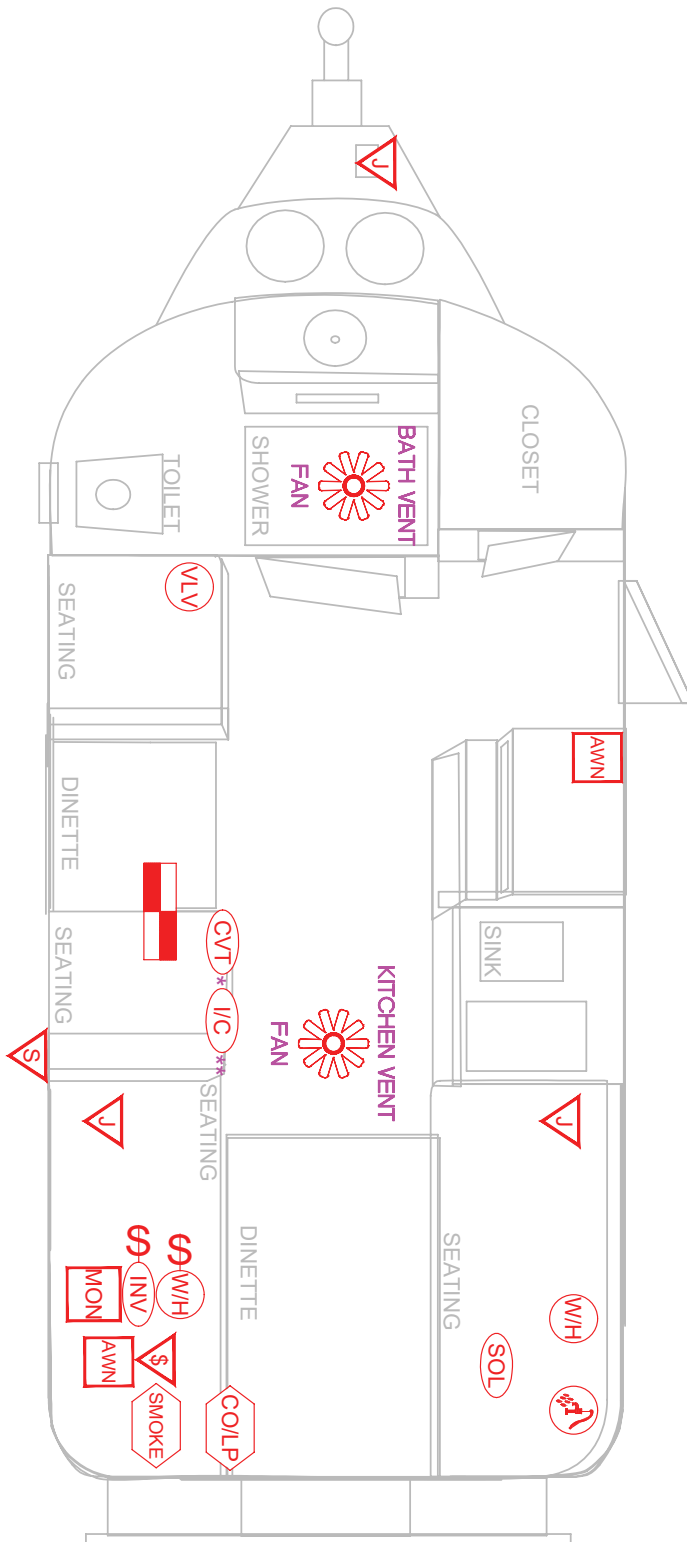 J
CLOSET
BATH VENT
FAN
SHOWER
TOILET
VLV
SEATING
AWN
DINETTE
SINK
CVT
*
I/C
**
SEATING
KITCHEN VENT
FAN
S
J
J
SEATING
DINETTE
SEATING
$
$
MON
INV
W/H
W/H
AWN
$
SOL
SMOKE
CO/LP